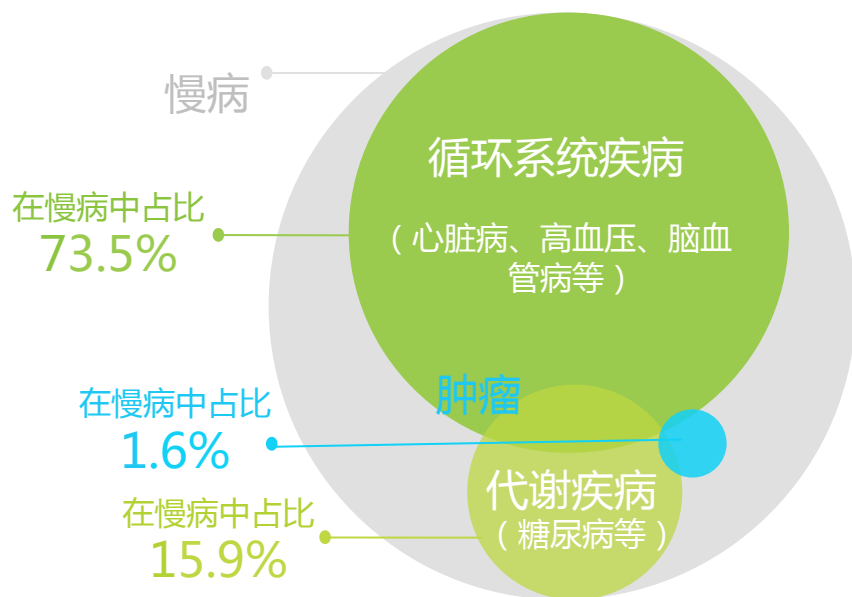 慢病
循环系统疾病
（心脏病、高血压、脑血
管病等）
在慢病中占比
73.5%
肿瘤
在慢病中占比
1.6%
代谢疾病
（糖尿病等）
在慢病中占比
15.9%